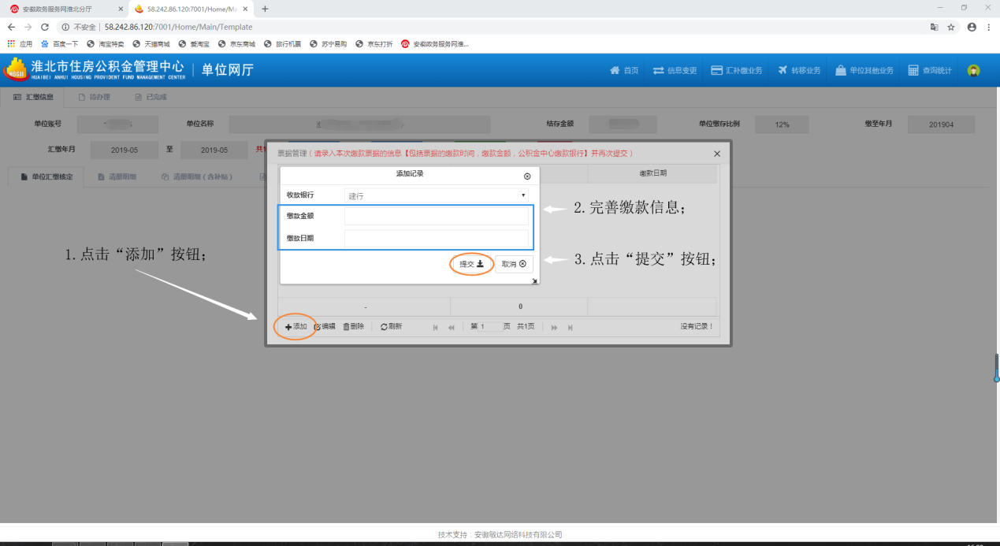 安徽政务服务网淮北分厅
58.242.86.120:7001/Home/Ma
不安全 | 58.242.86.120:7001/Home/Main/Template
应用 百度一下 淘宝特卖 天猫商城 爱淘宝 京东商城 旅行机票 苏宁易购 京东打折 安徽政务服务网淮...
淮北市住房公积金管理中心 单位网厅
HUAIBEI ANHUI HOUSING PROVIDENT FUND MANAGEMENT CENTER
首页 信息变更 汇补缴业务 转移业务 单位其他业务 查询统计
汇缴信息 待办理 已完成
单位账号 单位名称 结存金额 单位缴存比例 12% 缴至年月 201904
汇缴年月 2019-05 至 2019-05 共1
票据管理（请录入本次缴款票据的信息【包括票据的缴款时间，缴款金额，公积金中心缴款银行】并再次提交）
单位汇缴核定 清册明细 清册明细（含补贴）
缴款日期
添加记录
收款银行 建行
缴款金额
缴款日期
提交 取消
1.点击“添加”按钮；
2.完善缴款信息；
3.点击“提交”按钮；
- 0
添加 编辑 删除 刷新 第 1 页 共1页 没有记录！
技术支持：安徽敏达网络科技有限公司